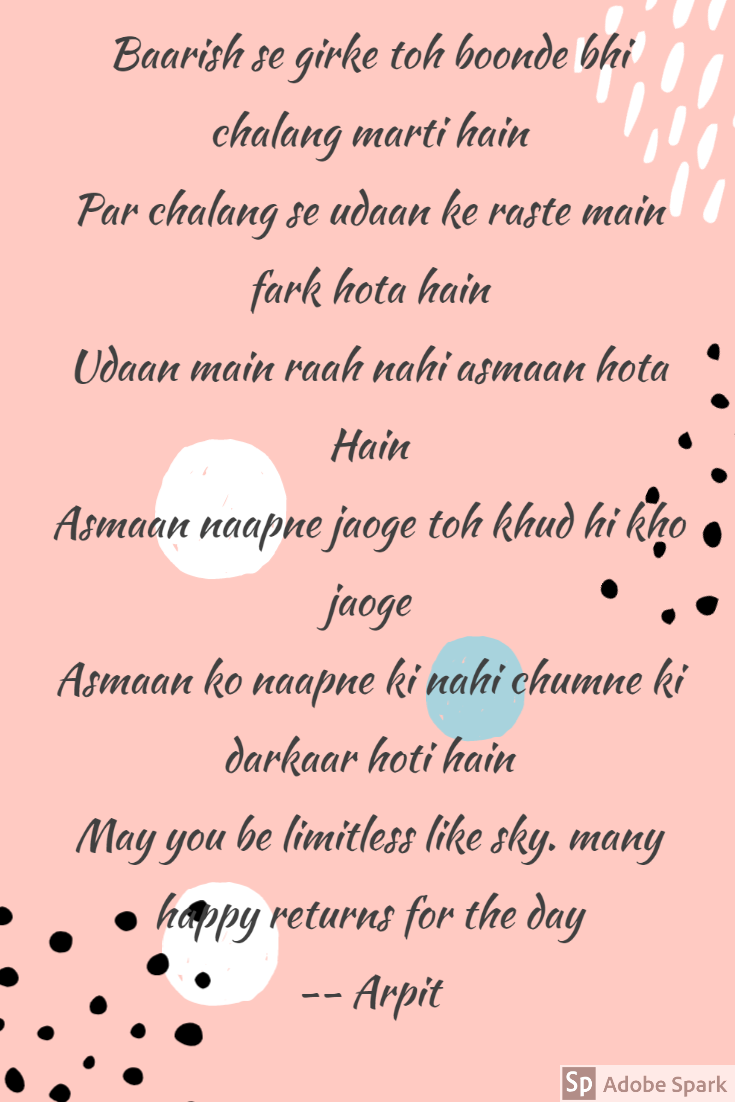 Baarish se girke toh boonde bhi
chalang marti hain
Par chalang se udaan ke raste main
fark hota hain
Udaan main raah nahi asmaan hota
Hain
Asmaan naapne jaoge toh khud hi kho
jaoge
Asmaan ko naapne ki nahi chumne ki
darkaar hoti hain
May you be limitless like sky. many
happy returns for the day
-- Arpit
Sp Adobe Spark